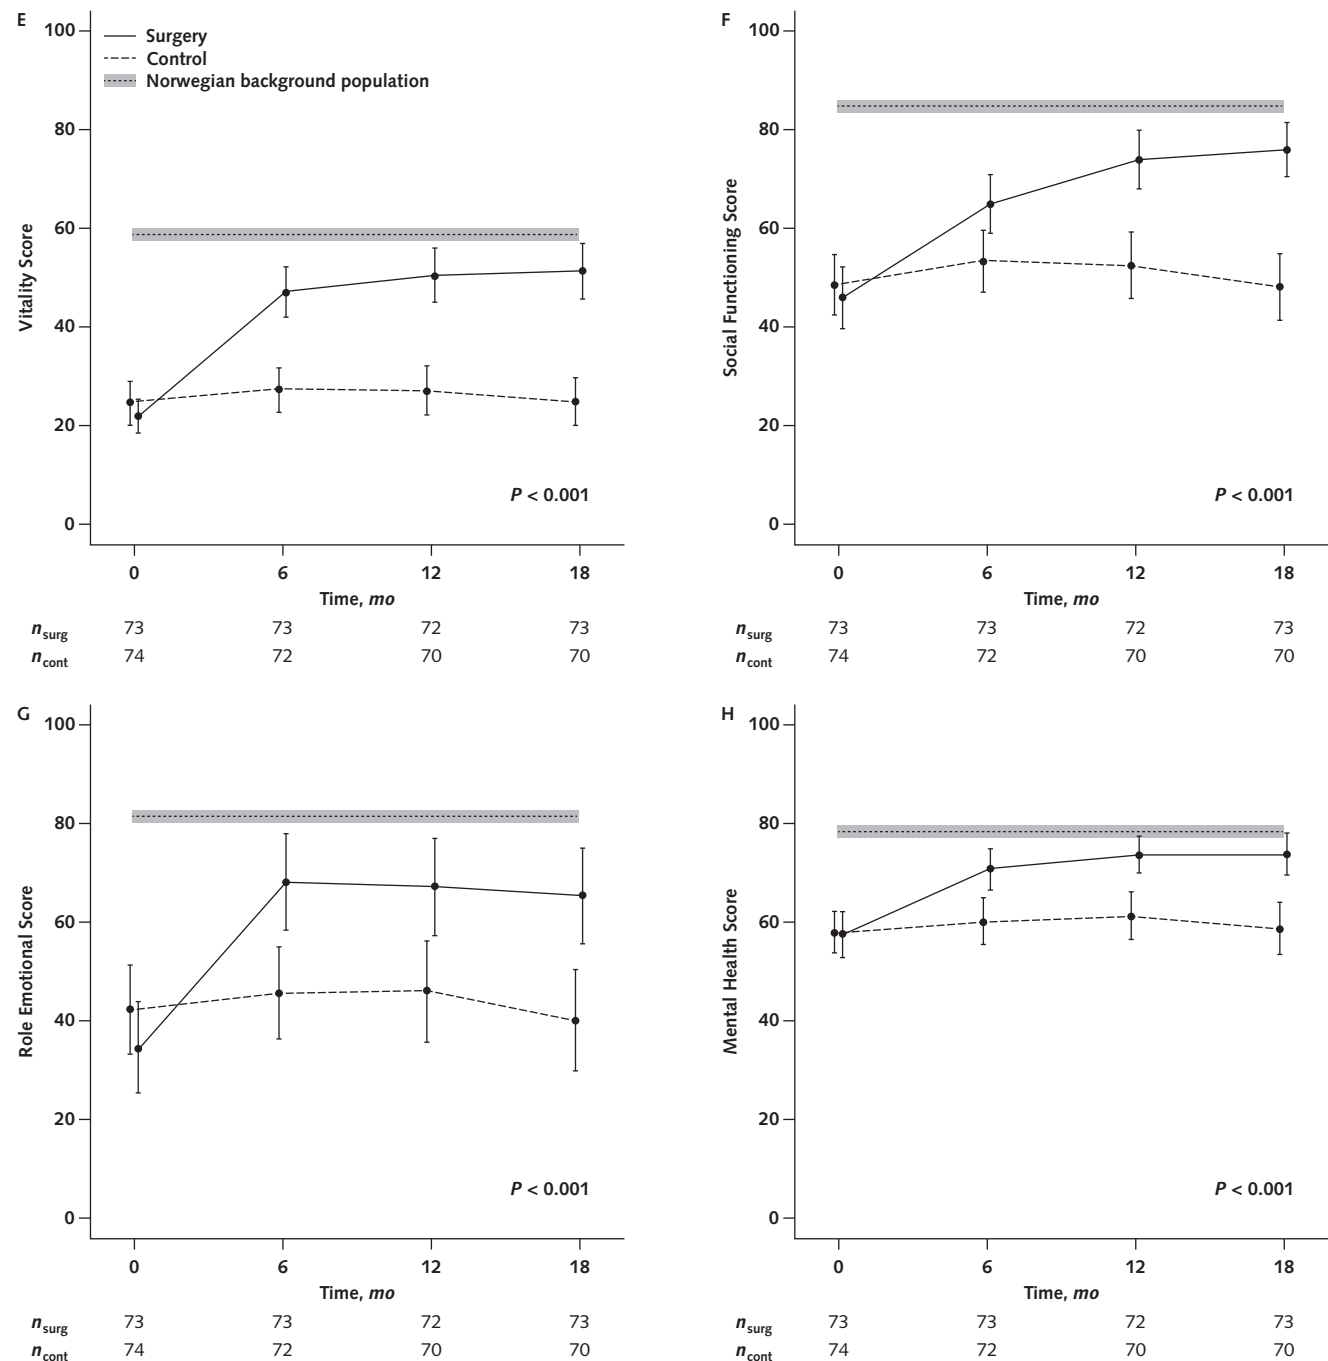 E
100
80
60
40
20
0
Vitality Score
Surgery
Control
Norwegian background population
P < 0.001
0 6 12 18
Time, mo
nsurg 73 73 72 73
ncont 74 72 70 70
F
100
80
60
40
20
0
Social Functioning Score
P < 0.001
0 6 12 18
Time, mo
nsurg 73 73 72 73
ncont 74 72 70 70
G
100
80
60
40
20
0
Role Emotional Score
P < 0.001
0 6 12 18
Time, mo
nsurg 73 73 72 73
ncont 74 72 70 70
H
100
80
60
40
20
0
Mental Health Score
P < 0.001
0 6 12 18
Time, mo
nsurg 73 73 72 73
ncont 74 72 70 70